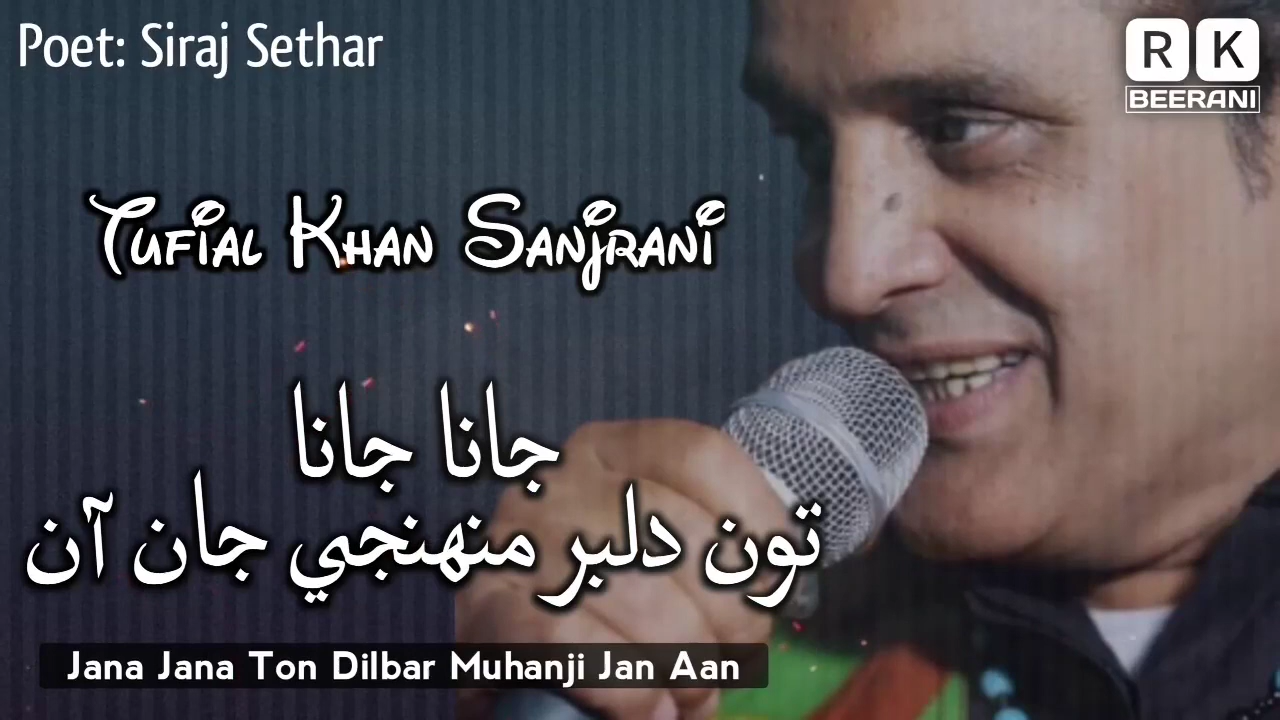 Poet: Siraj Sethar
R K
BEERANI
Tufial Khan Sanjrani
جانا جانا
تون دلبر منهنجي جان آن
Jana Jana Ton Dilbar Muhanji Jan Aan